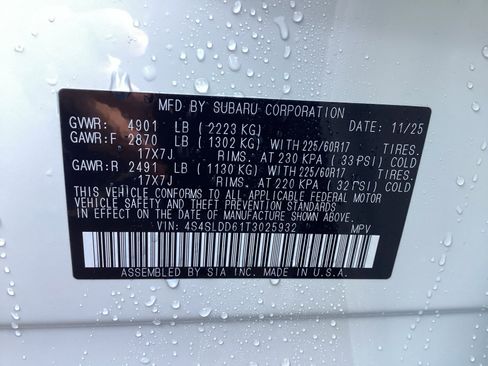 MFD BY SUBARU CORPORATION
GVWR: 4901 LB ( 2223 KG) DATE: 11/25
GAWR:F 2870 LB ( 1302 KG) WITH 225/60R17 TIRES.
17X7J RIMS. AT 230 KPA ( 33 PSI) COLD
GAWR:R 2491 LB ( 1130 KG) WITH 225/60R17 TIRES.
17X7J RIMS. AT 220 KPA ( 32 PSI) COLD
THIS VEHICLE CONFORMS TO ALL APPLICABLE FEDERAL MOTOR
VEHICLE SAFETY AND THEFT PREVENTION STANDARDS IN
EFFECT ON THE DATE OF MANUFACTURE SHOWN ABOVE.
VIN: 4S4SLDD61T3025932 MPV
ASSEMBLED BY SIA INC. MADE IN U.S.A.